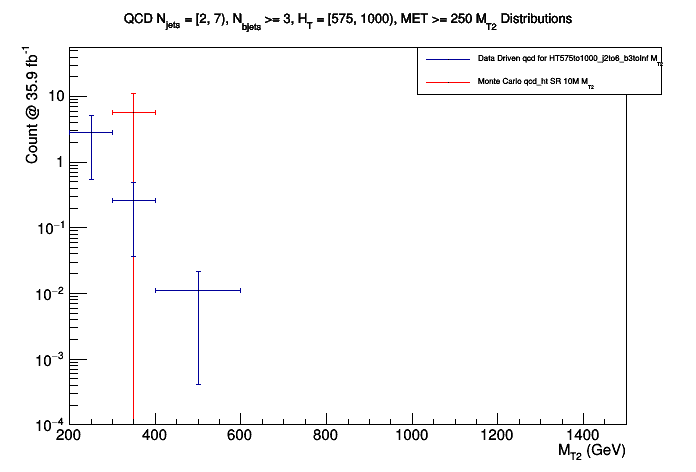 QCD N_jets = [2, 7), N_bjets >= 3, H_T = [575, 1000), MET >= 250 M_T2 Distributions
Data Driven qcd for HT575to1000_j2to6_b3toInf M_T2
Monte Carlo qcd_ht SR 10M M_T2
Count @ 35.9 fb^-1
10
1
10^-1
10^-2
10^-3
10^-4
200 400 600 800 1000 1200 1400
M_T2 (GeV)